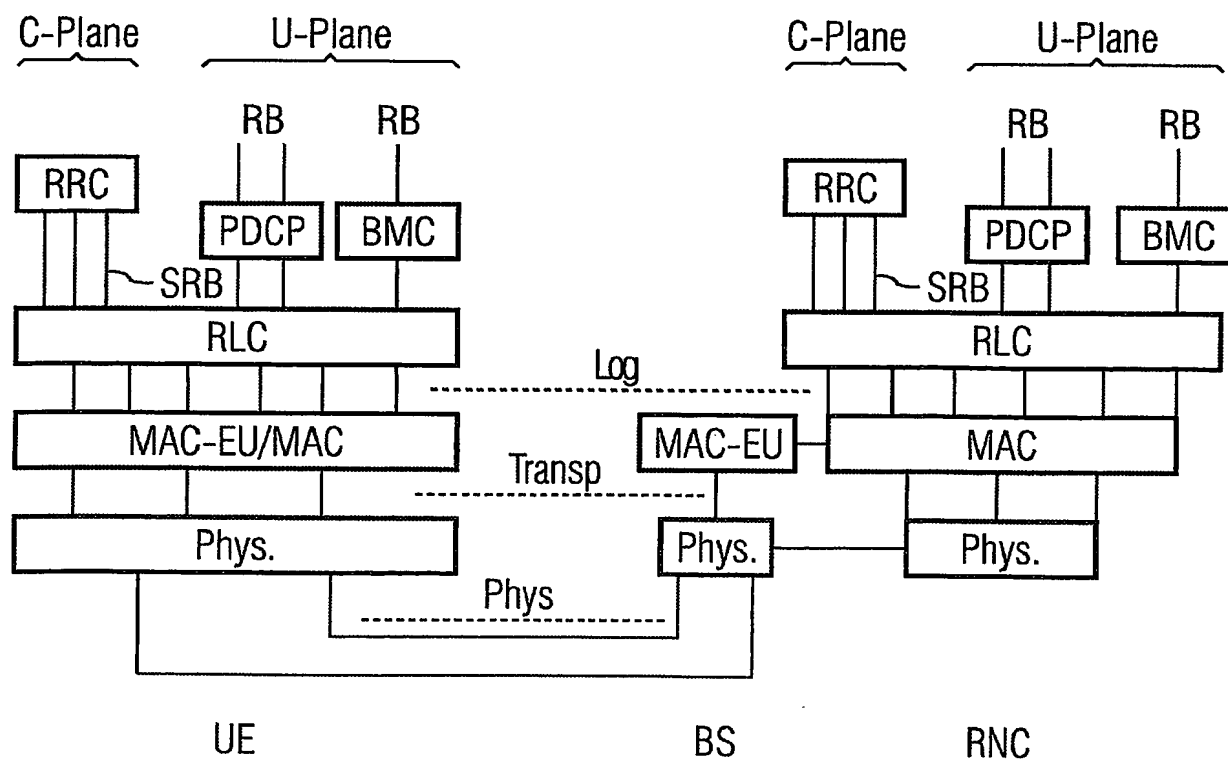 C-Plane U-Plane C-Plane U-Plane
RB RB RB RB
RRC RRC
PDCP BMC PDCP BMC
SRB SRB
RLC RLC
Log
MAC-EU/MAC MAC-EU MAC
Transp
Phys. Phys. Phys.
Phys
UE BS RNC